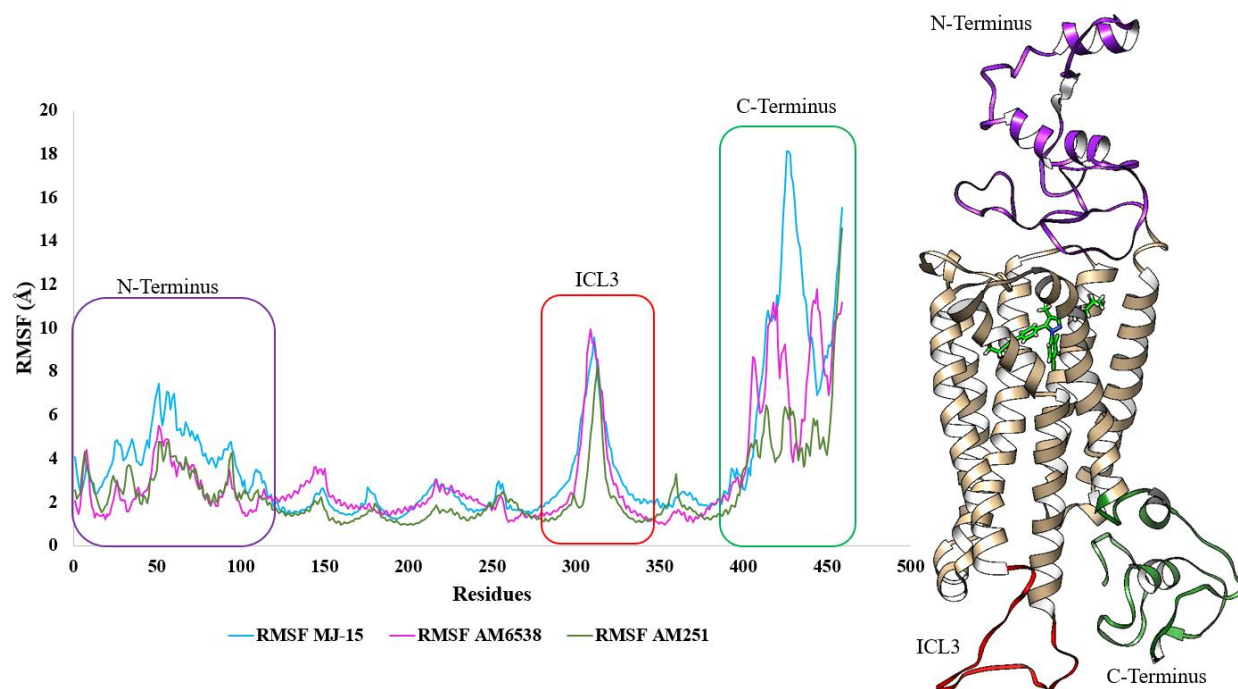 N-Terminus
C-Terminus
20
18
16
14
12
10
8
6
4
2
0
RMSF (Å)
N-Terminus
ICL3
0
50
100
150
200
250
300
350
400
450
500
Residues
RMSF MJ-15 RMSF AM6538 RMSF AM251
ICL3
C-Terminus